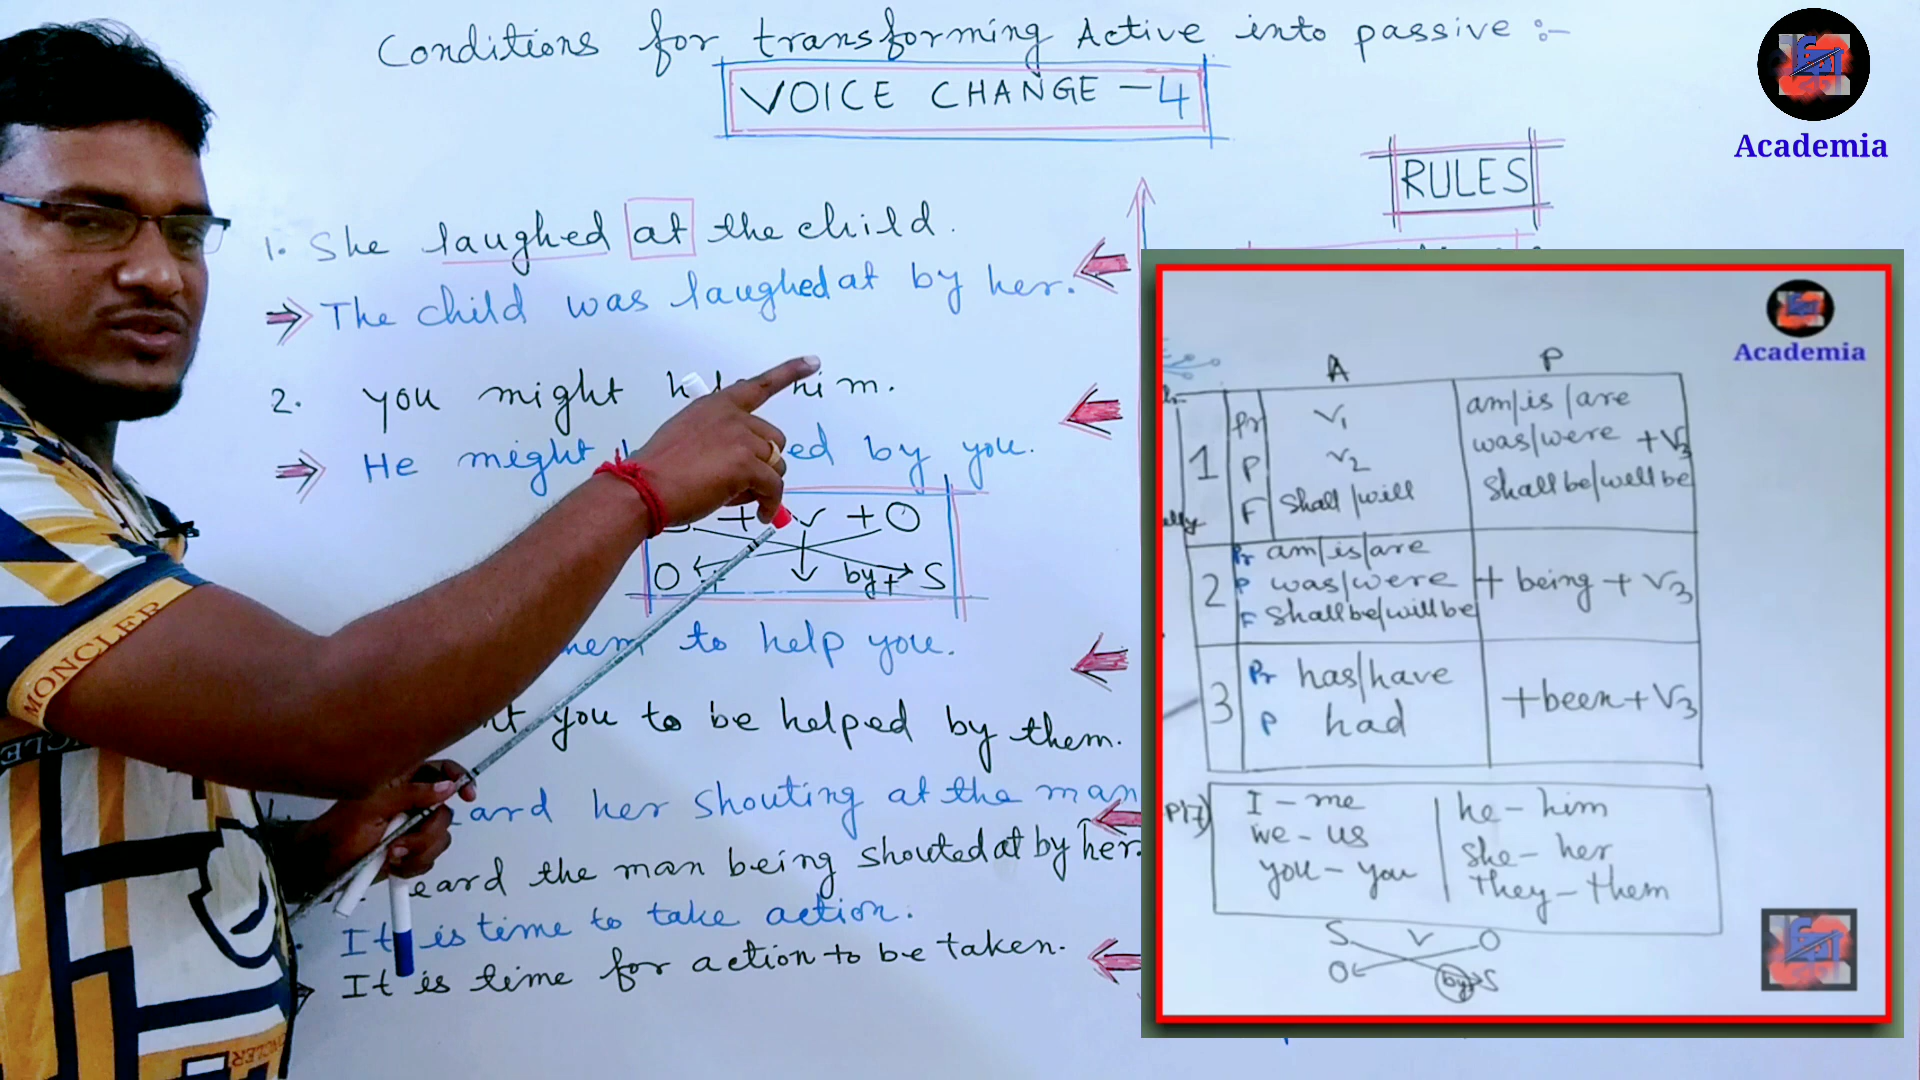 Conditions for transforming Active into passive :-
VOICE CHANGE - 4
Academia
RULES
1. She laughed at the child.
The child was laughed at by her.
2. You might him.
He might ed by you.
+ V + O
O by + S
to help you.
you to be helped by them.
her shouting at the man
the man being shouted at by her.
It is time to take action.
It is time for action to be taken.
Academia
A P
1 Pr V1 am/is/are
P V2 was/were + V3
F Shall/will Shall be/well be
2 Pr am/is/are
P was/were + being + V3
F Shall be/will be
3 Pr has/have + been + V3
P had
I - me he - him
we - us she - her
you - you They - them
S V O
O by S
MONCLER